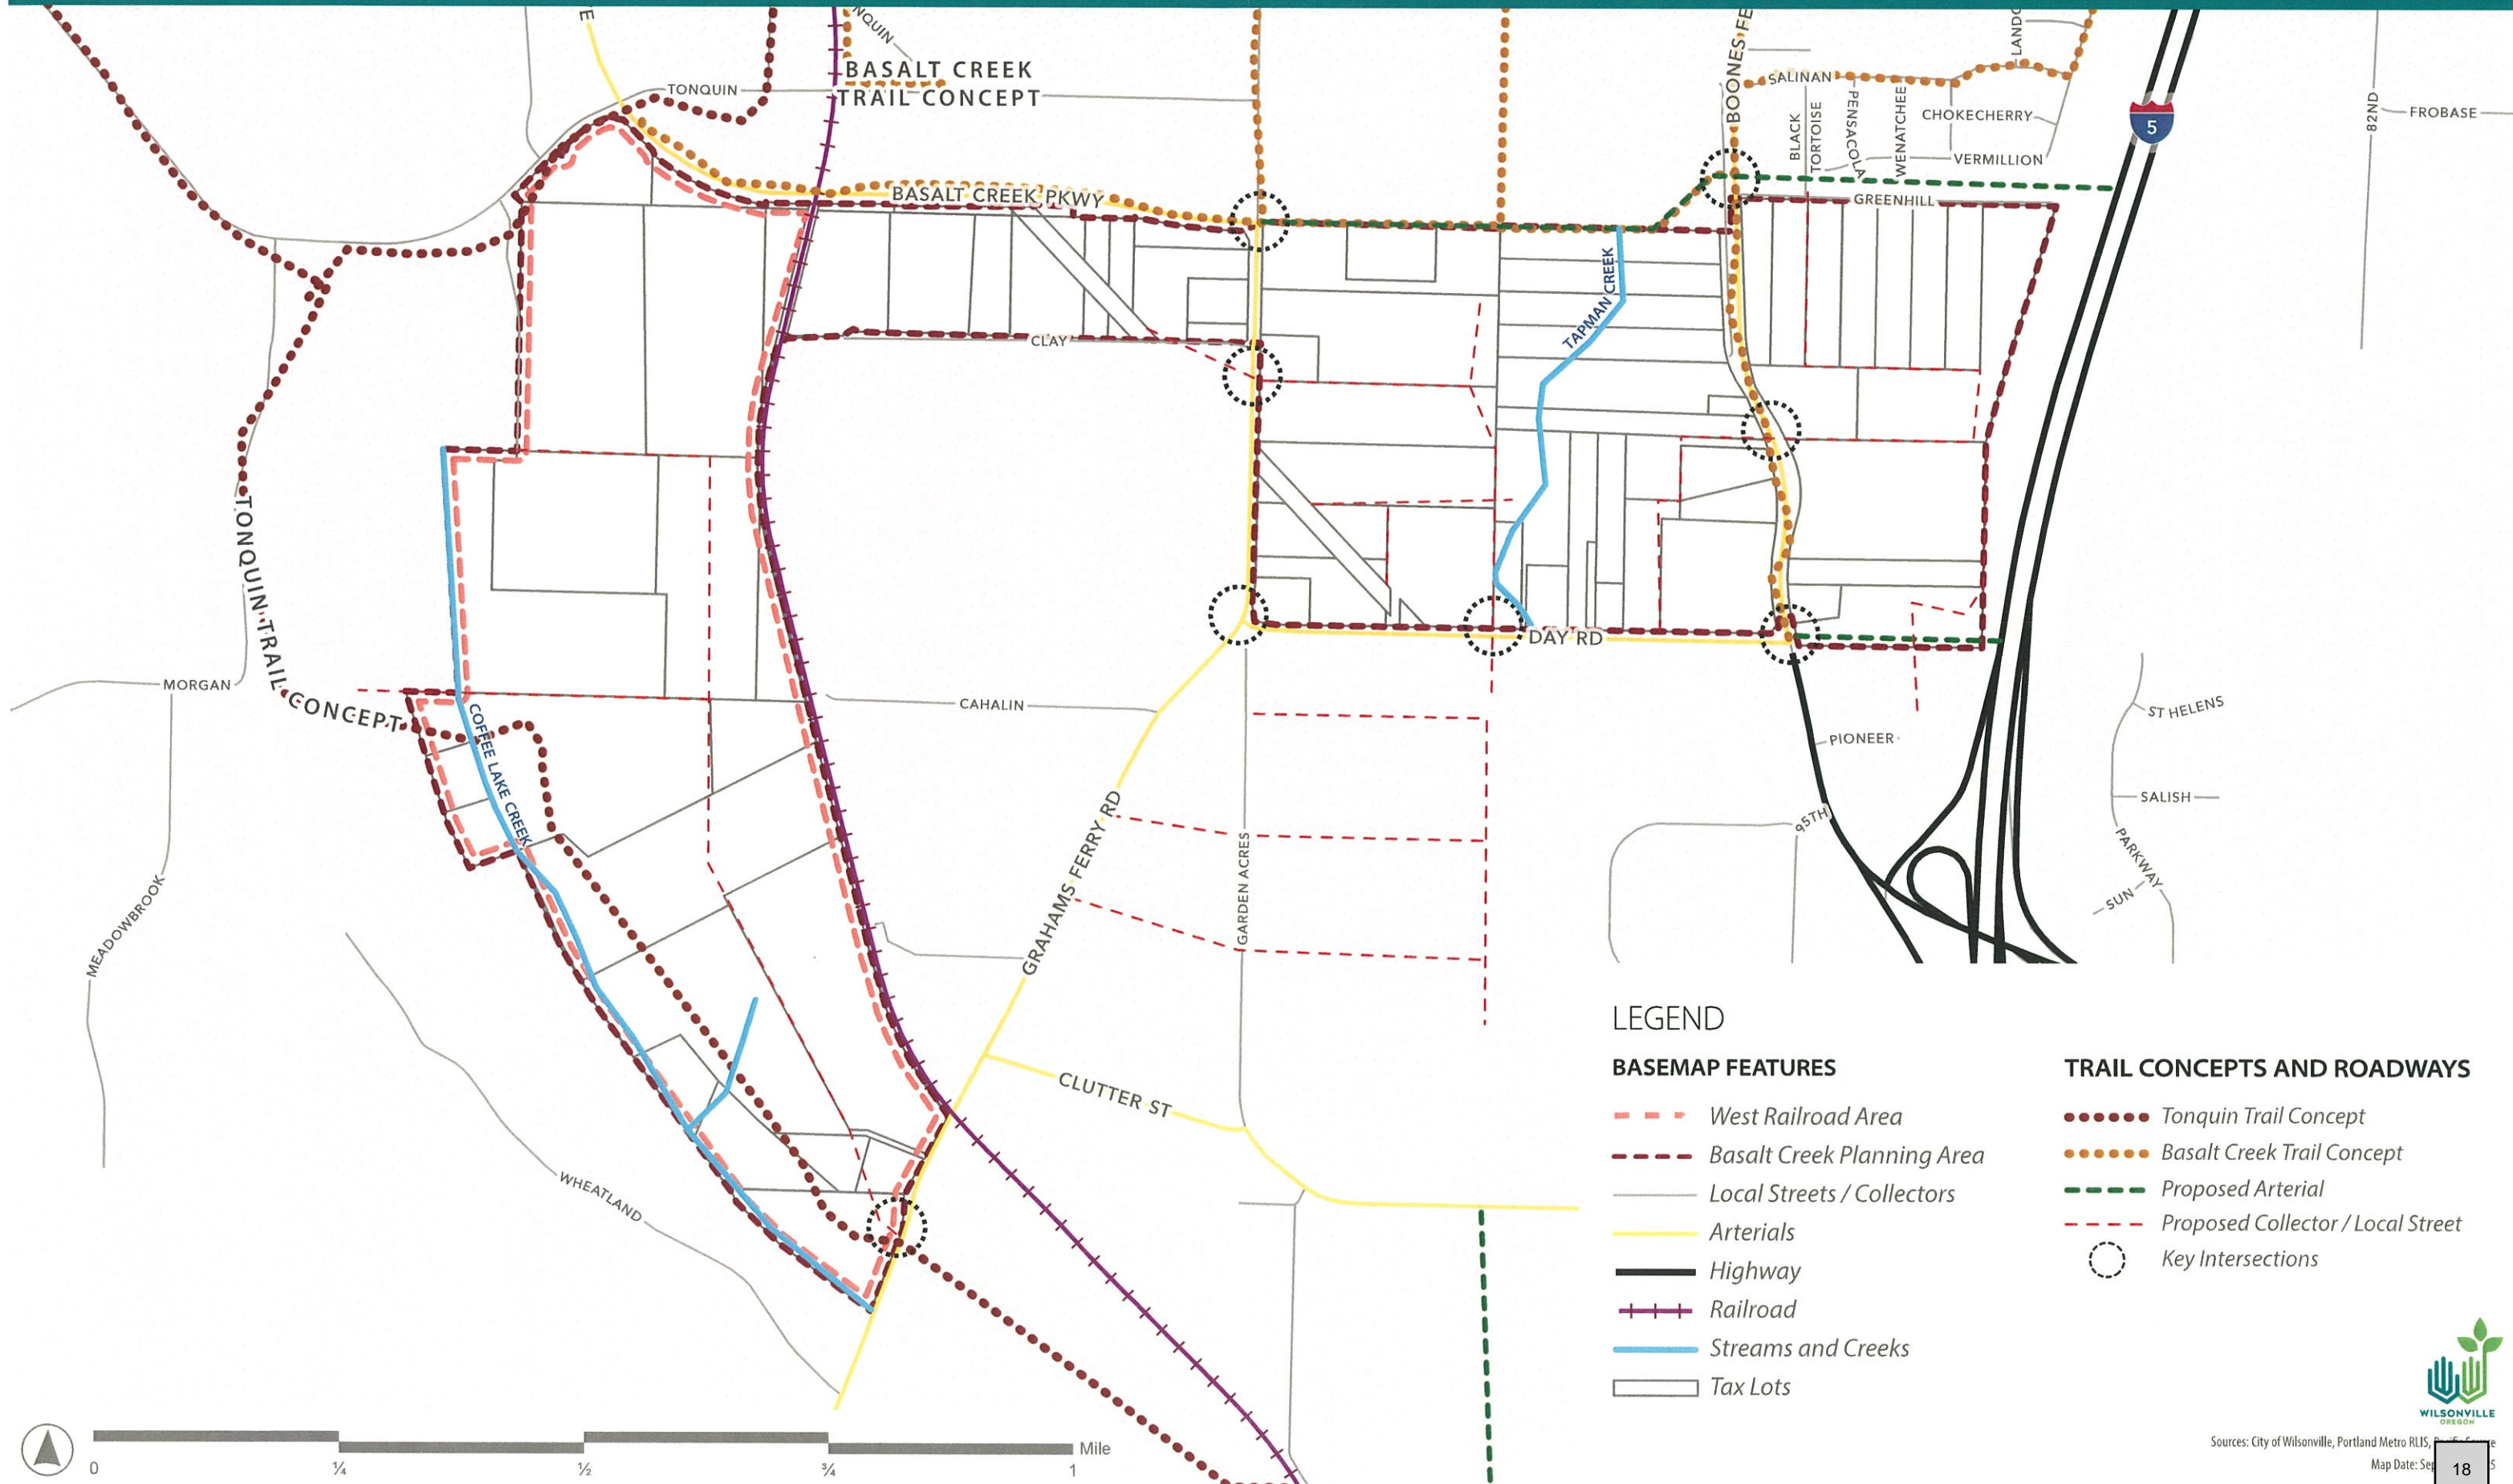 E
NQUIN
BASALT CREEK
TRAIL CONCEPT
TONQUIN
BOONES FE
LAND
SALINAN
BLACK
TORTOISE
PENSACOLA
WENATCHEE
CHOKECHERRY
VERMILLION
5
82ND
FROBASE
BASALT CREEK PKWY
GREENHILL
TAPMAN CREEK
CLAY
TONQUIN TRAIL CONCEPT
DAY RD
MORGAN
CAHALIN
COFFEE LAKE CREEK
PIONEER
ST HELENS
SALISH
PARKWAY
SUN
95TH
GRAHAMS FERRY RD
GARDEN ACRES
MEADOWBROOK
CLUTTER ST
WHEATLAND
LEGEND
BASEMAP FEATURES
West Railroad Area
Basalt Creek Planning Area
Local Streets / Collectors
Arterials
Highway
Railroad
Streams and Creeks
Tax Lots
TRAIL CONCEPTS AND ROADWAYS
Tonquin Trail Concept
Basalt Creek Trail Concept
Proposed Arterial
Proposed Collector / Local Street
Key Intersections
WILSONVILLE
OREGON
Sources: City of Wilsonville, Portland Metro RLIS,
Map Date: Sep
18
0 ¼ ½ ¾ 1 Mile